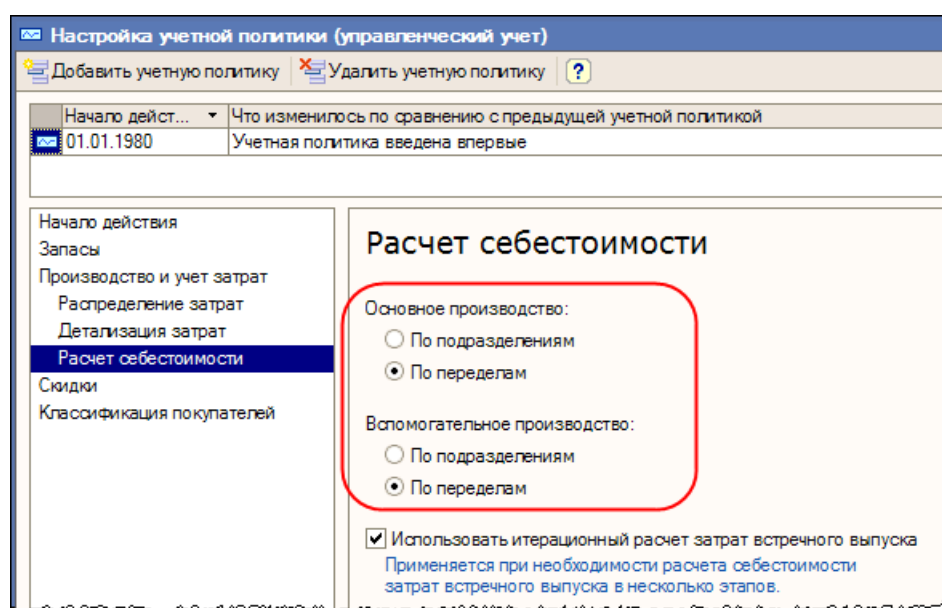 Настройка учетной политики (управленческий учет)
Добавить учетную политику Удалить учетную политику ?
Начало дейст... Что изменилось по сравнению с предыдущей учетной политикой
01.01.1980 Учетная политика введена впервые
Начало действия
Запасы
Производство и учет затрат
Распределение затрат
Детализация затрат
Расчет себестоимости
Скидки
Классификация покупателей
Расчет себестоимости
Основное производство:
По подразделениям
По переделам
Вспомогательное производство:
По подразделениям
По переделам
Использовать итерационный расчет затрат встречного выпуска
Применяется при необходимости расчета себестоимости
затрат встречного выпуска в несколько этапов.